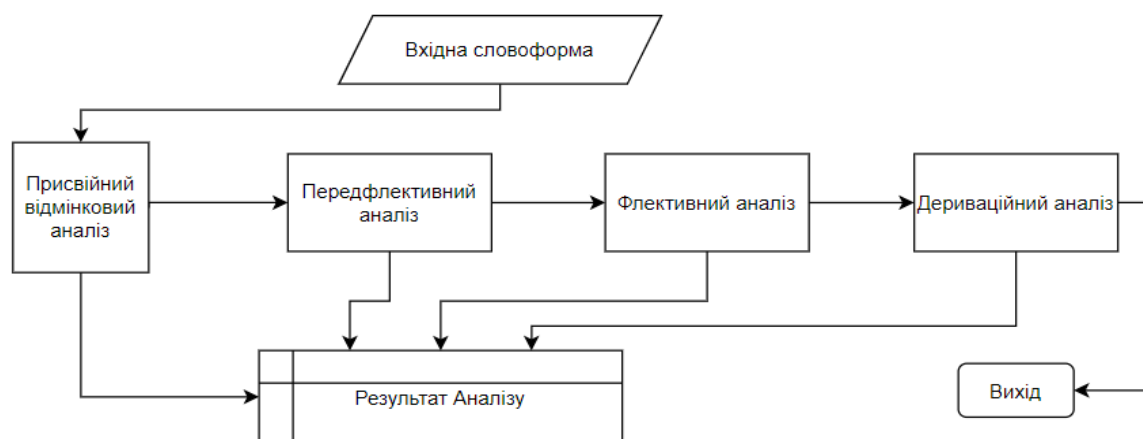 Вхідна словоформа
Присвійний
відмінковий
аналіз
Передфлективний
аналіз
Флективний аналіз
Дериваційний аналіз
Результат Аналізу
Вихід